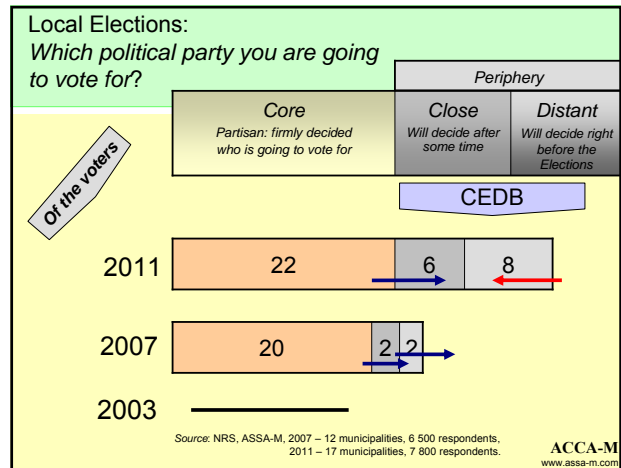 Local Elections:
Which political party you are going
to vote for?
Periphery
Core
Partisan: firmly decided
who is going to vote for
Close
Will decide after
some time
Distant
Will decide right
before the
Elections
Of the voters
CEDB
2011
22
6
8
2007
20
2
2
2003
Source: NRS, ASSA-M, 2007 – 12 municipalities, 6 500 respondents,
2011 – 17 municipalities, 7 800 respondents.
ACCA-M
www.assa-m.com